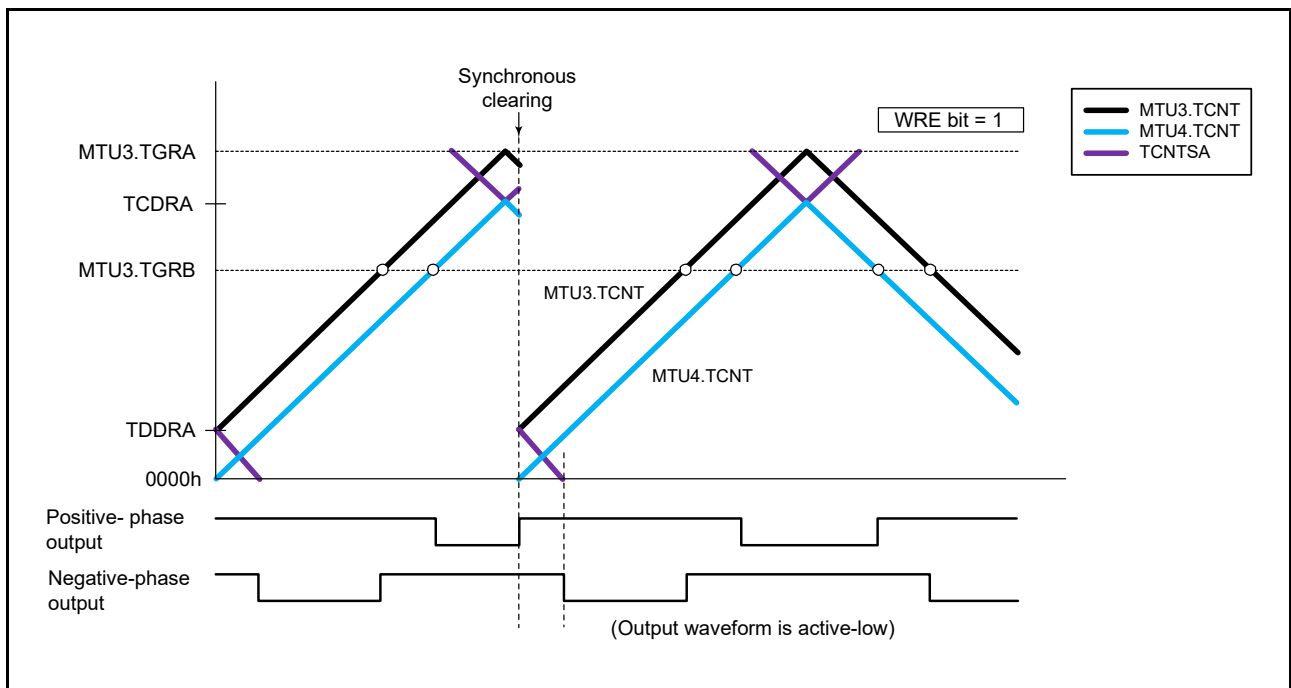 Synchronous
clearing
WRE bit = 1
MTU3.TCNT
MTU4.TCNT
TCNTSA
MTU3.TGRA
TCDRA
MTU3.TGRB
MTU3.TCNT
MTU4.TCNT
TDDRA
0000h
Positive- phase
output
Negative-phase
output
(Output waveform is active-low)